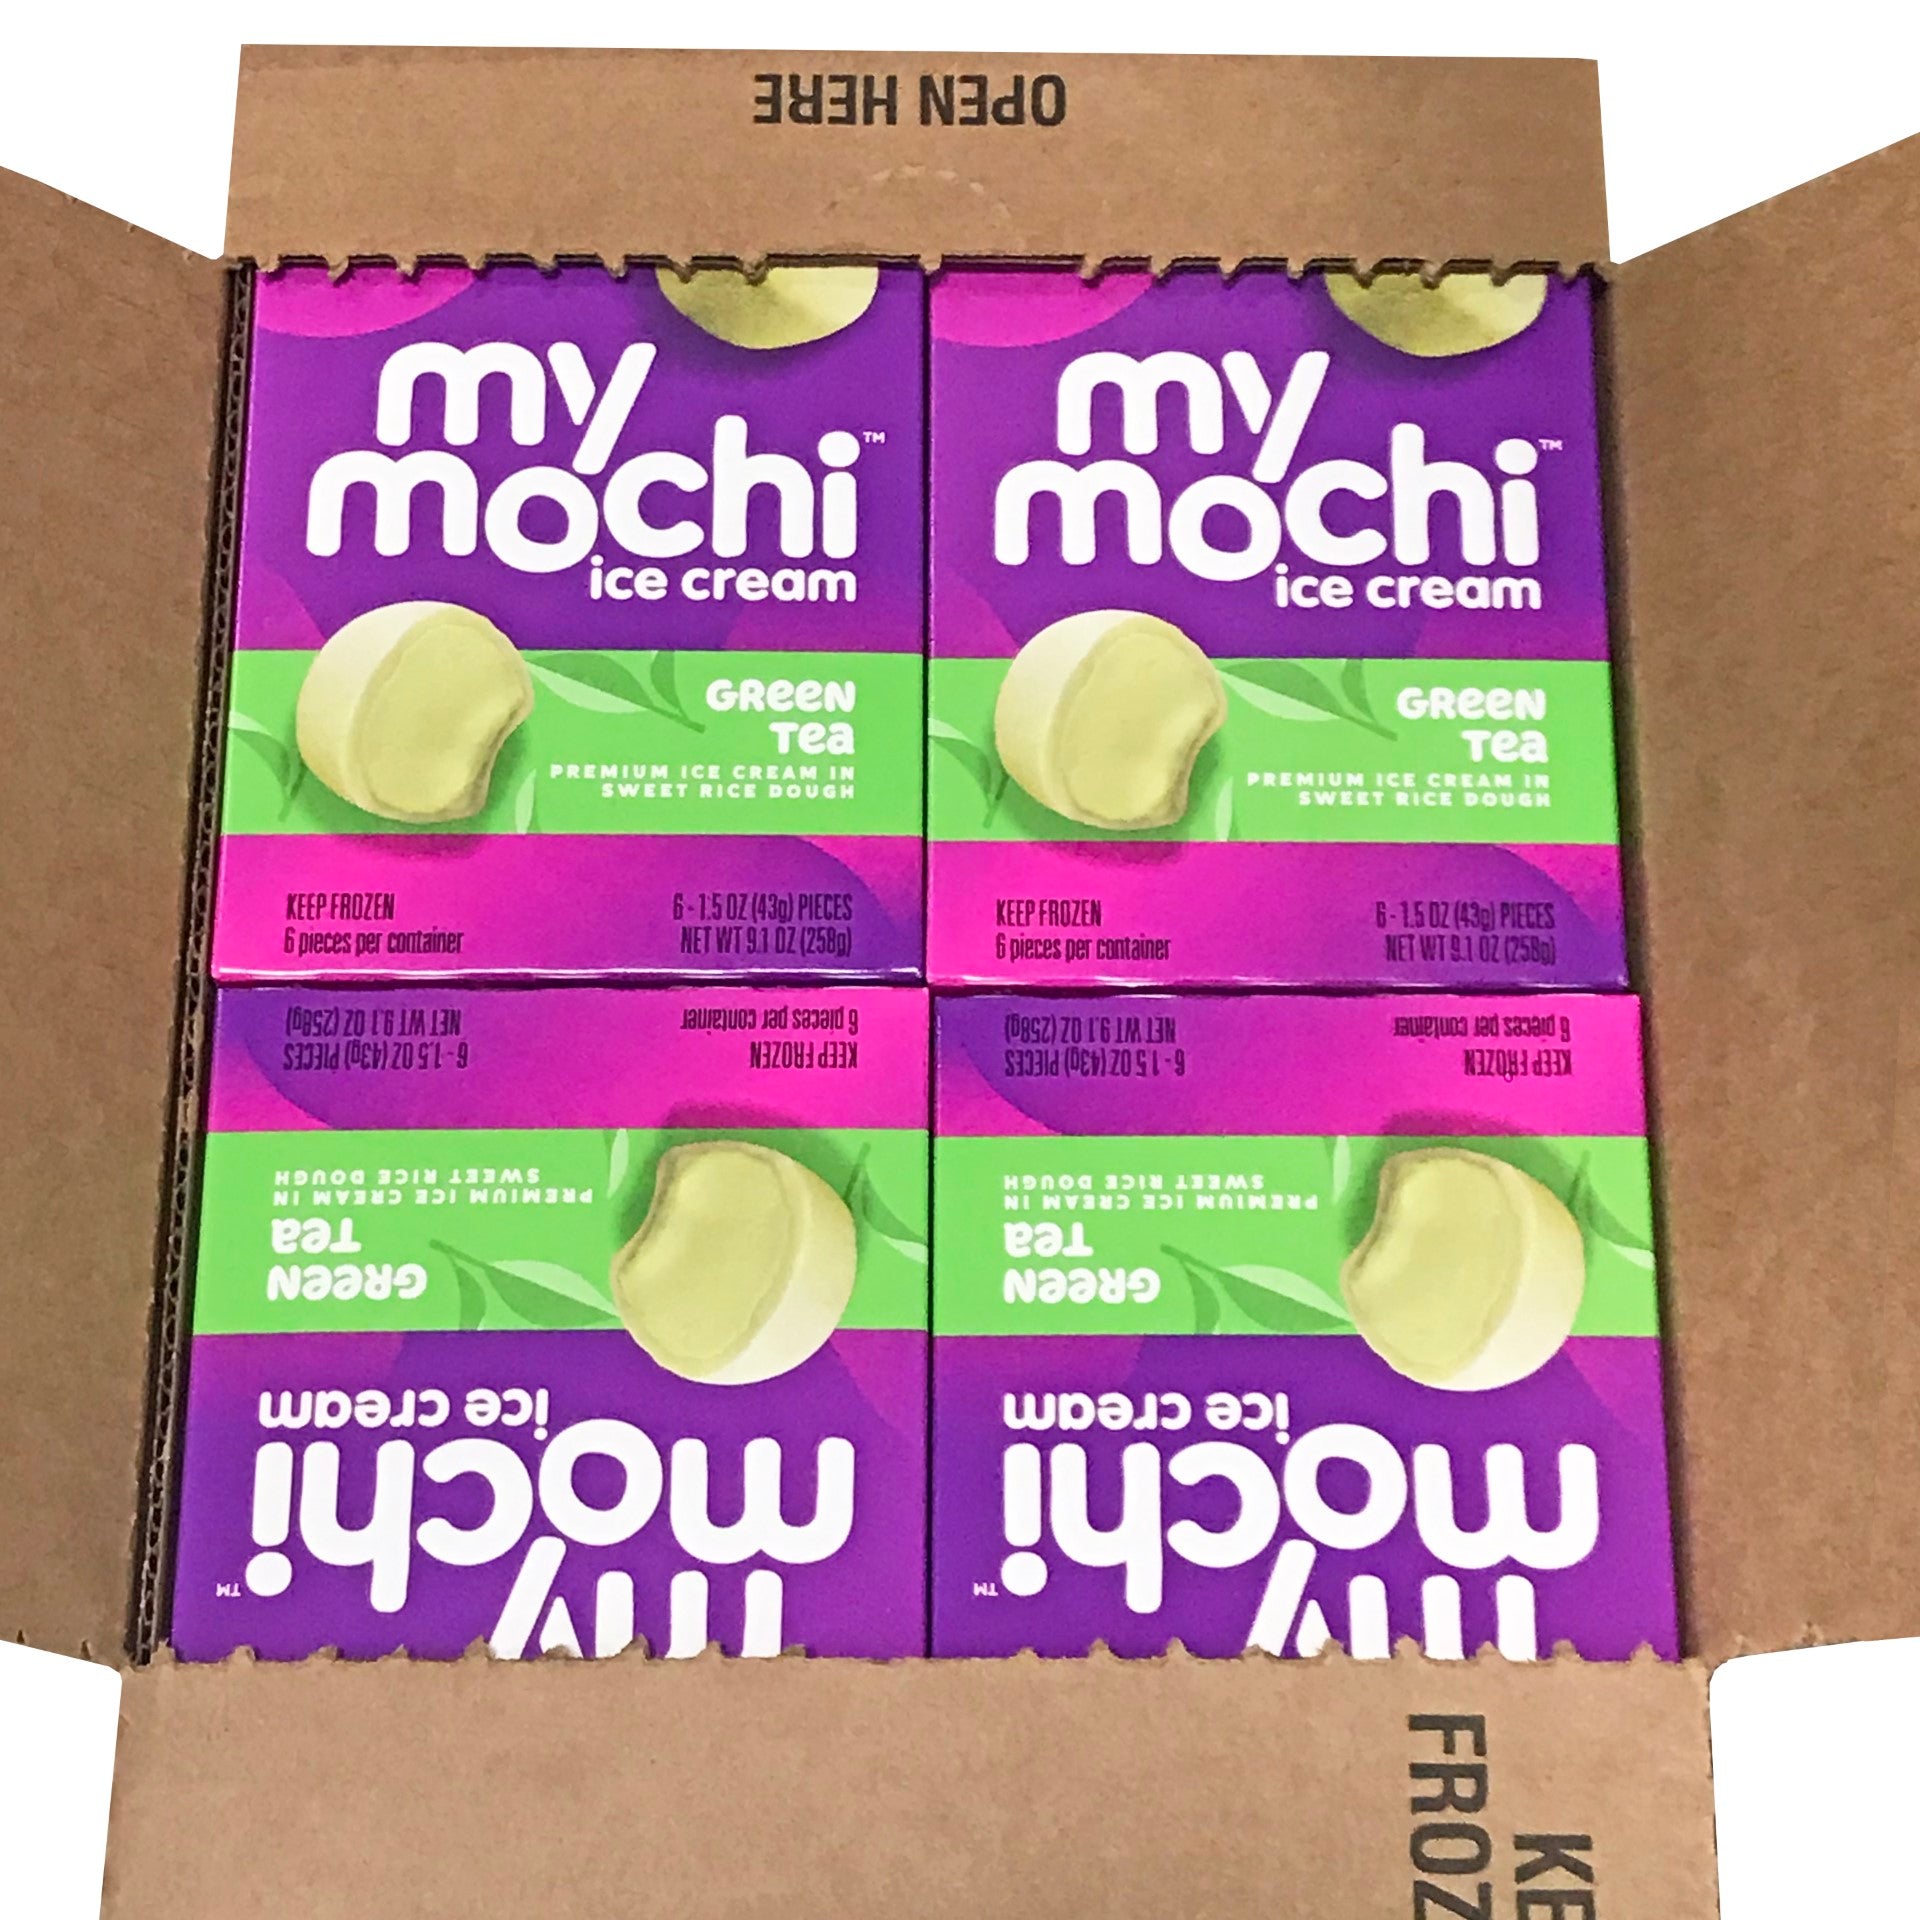 OPEN HERE
my
mochi™
ice cream
GREEN
Tea
PREMIUM ICE CREAM IN
SWEET RICE DOUGH
KEEP FROZEN
6 pieces per container
6 - 1.5 OZ (43g) PIECES
NET WT 9.1 OZ (258g)
my
mochi™
ice cream
GREEN
Tea
PREMIUM ICE CREAM IN
SWEET RICE DOUGH
KEEP FROZEN
6 pieces per container
6 - 1.5 OZ (43g) PIECES
NET WT 9.1 OZ (258g)
my
mochi™
ice cream
GREEN
Tea
PREMIUM ICE CREAM IN
SWEET RICE DOUGH
KEEP FROZEN
6 pieces per container
6 - 1.5 OZ (43g) PIECES
NET WT 9.1 OZ (258g)
my
mochi™
ice cream
GREEN
Tea
PREMIUM ICE CREAM IN
SWEET RICE DOUGH
KEEP FROZEN
6 pieces per container
6 - 1.5 OZ (43g) PIECES
NET WT 9.1 OZ (258g)
KE
FROZ